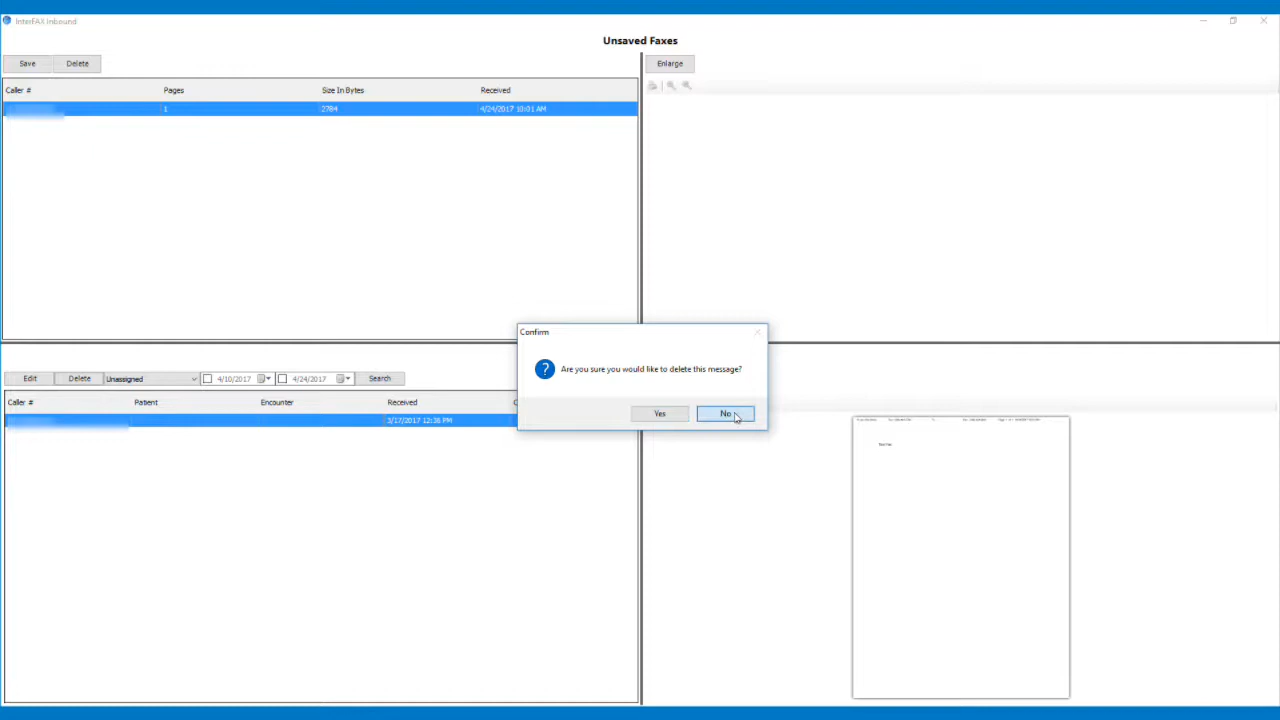 InterFAX Inbound
Unsaved Faxes
Save Delete
Enlarge
Caller # Pages Size In Bytes Received
1 2784 4/24/2017 10:01 AM
Confirm
Are you sure you would like to delete this message?
Yes No
Edit Delete Unassigned 4/10/2017 4/24/2017 Search
Caller # Patient Encounter Received
3/17/2017 12:36 PM